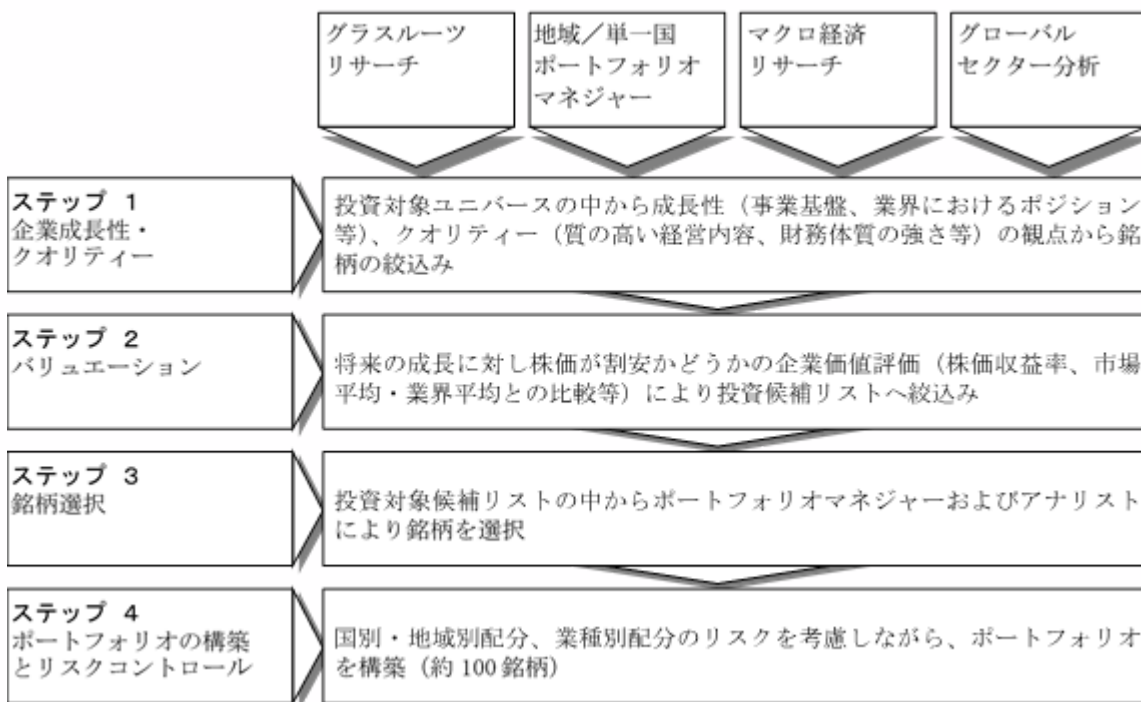 グラスルーツ
リサーチ
地域／単一国
ポートフォリオ
マネジャー
マクロ経済
リサーチ
グローバル
セクター分析
ステップ 1
企業成長性・
クオリティー
投資対象ユニバースの中から成長性（事業基盤、業界におけるポジション
等）、クオリティー（質の高い経営内容、財務体質の強さ等）の観点から銘
柄の絞込み
ステップ 2
バリュエーション
将来の成長に対し株価が割安かどうかの企業価値評価（株価収益率、市場
平均・業界平均との比較等）により投資候補リストへ絞込み
ステップ 3
銘柄選択
投資対象候補リストの中からポートフォリオマネジャーおよびアナリスト
により銘柄を選択
ステップ 4
ポートフォリオの構築
とリスクコントロール
国別・地域別配分、業種別配分のリスクを考慮しながら、ポートフォリオ
を構築（約 100 銘柄）